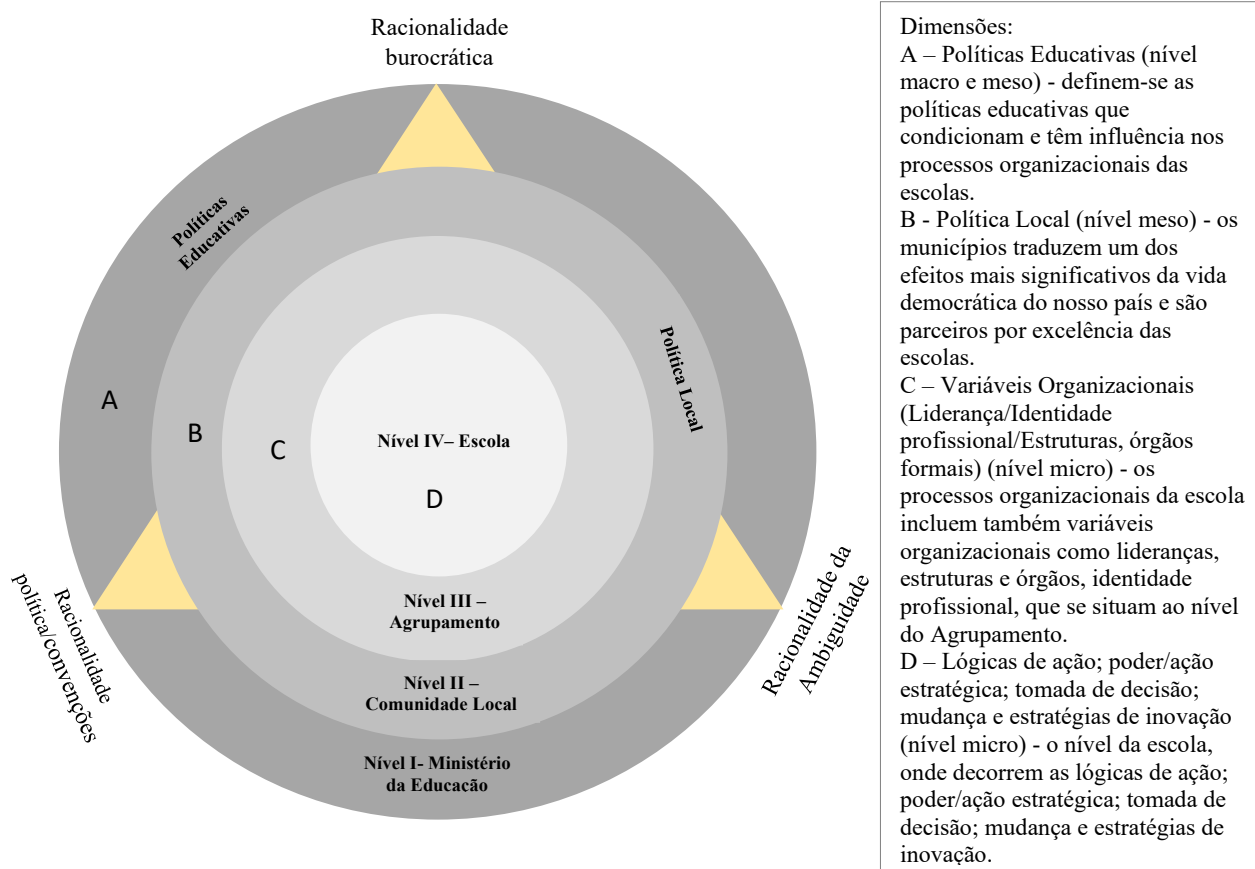 Racionalidade
burocrática
Políticas
Educativas
Política Local
A
B
C
Nível IV– Escola
D
Nível III –
Agrupamento
Nível II –
Comunidade Local
Nível I- Ministério
da Educação
Racionalidade
política/convenções
Racionalidade da
Ambiguidade
Dimensões:
A – Políticas Educativas (nível
macro e meso) - definem-se as
políticas educativas que
condicionam e têm influência nos
processos organizacionais das
escolas.
B - Política Local (nível meso) - os
municípios traduzem um dos
efeitos mais significativos da vida
democrática do nosso país e são
parceiros por excelência das
escolas.
C – Variáveis Organizacionais
(Liderança/Identidade
profissional/Estruturas, órgãos
formais) (nível micro) - os
processos organizacionais da escola
incluem também variáveis
organizacionais como lideranças,
estruturas e órgãos, identidade
profissional, que se situam ao nível
do Agrupamento.
D – Lógicas de ação; poder/ação
estratégica; tomada de decisão;
mudança e estratégias de inovação
(nível micro) - o nível da escola,
onde decorrem as lógicas de ação;
poder/ação estratégica; tomada de
decisão; mudança e estratégias de
inovação.